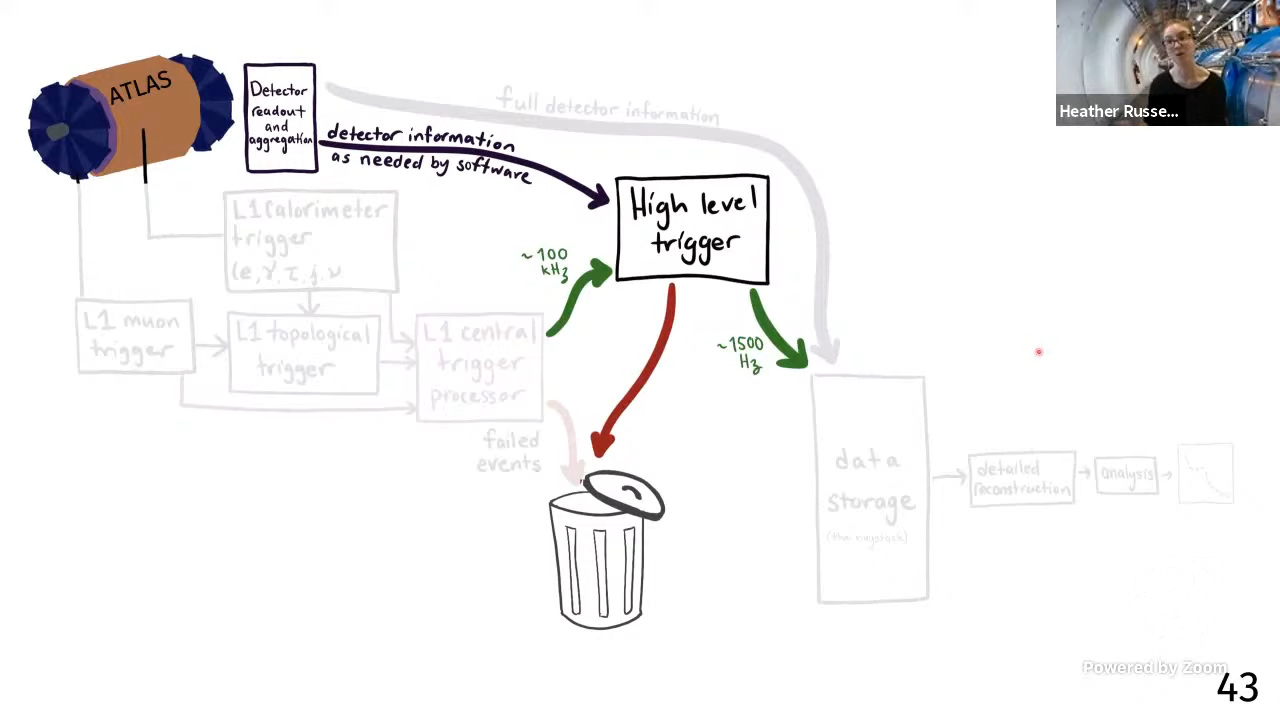 Heather Russe...
ATLAS
Detector
readout
and
aggregation
full detector information
detector information
as needed by software
High level
trigger
~100
kHz
L1 Calorimeter
trigger
(e, γ, τ, j, ν
L1 muon
trigger
L1 topological
trigger
L1 central
trigger
processor
~1500
Hz
failed
events
data
storage
(the haystack)
detailed
reconstruction
analysis
Powered by Zoom
43